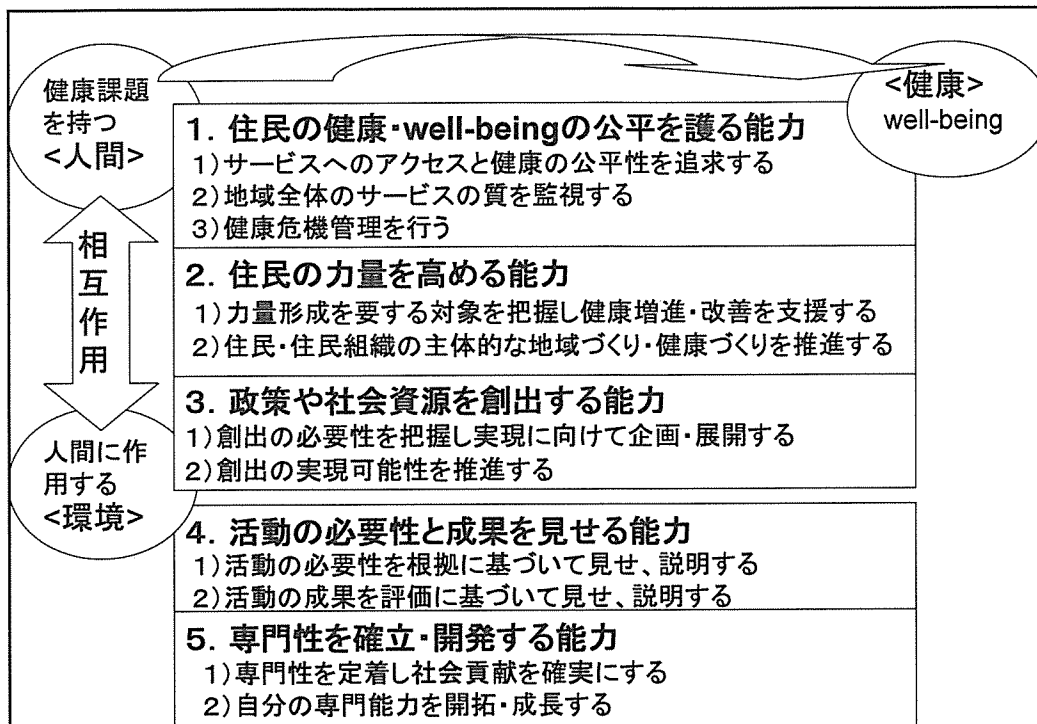 健康課題
を持つ
<人間>
<健康>
well-being
相
互
作
用
人間に作
用する
<環境>
1. 住民の健康・well-beingの公平を護る能力
1)サービスへのアクセスと健康の公平性を追求する
2)地域全体のサービスの質を監視する
3)健康危機管理を行う
2. 住民の力量を高める能力
1)力量形成を要する対象を把握し健康増進・改善を支援する
2)住民・住民組織の主体的な地域づくり・健康づくりを推進する
3. 政策や社会資源を創出する能力
1)創出の必要性を把握し実現に向けて企画・展開する
2)創出の実現可能性を推進する
4. 活動の必要性と成果を見せる能力
1)活動の必要性を根拠に基づいて見せ、説明する
2)活動の成果を評価に基づいて見せ、説明する
5. 専門性を確立・開発する能力
1)専門性を定着し社会貢献を確実にする
2)自分の専門能力を開拓・成長する